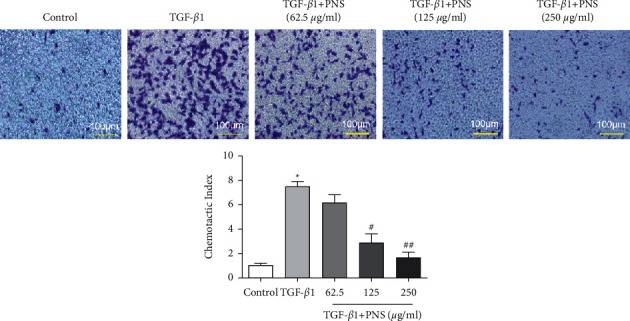 Control
TGF-β1
TGF-β1+PNS
(62.5 µg/ml)
TGF-β1+PNS
(125 µg/ml)
TGF-β1+PNS
(250 µg/ml)
100µm
100µm
100µm
100µm
100µm
Chemotactic Index
10
8
6
4
2
0
*
#
##
Control
TGF-β1
62.5
125
250
TGF-β1+PNS (µg/ml)